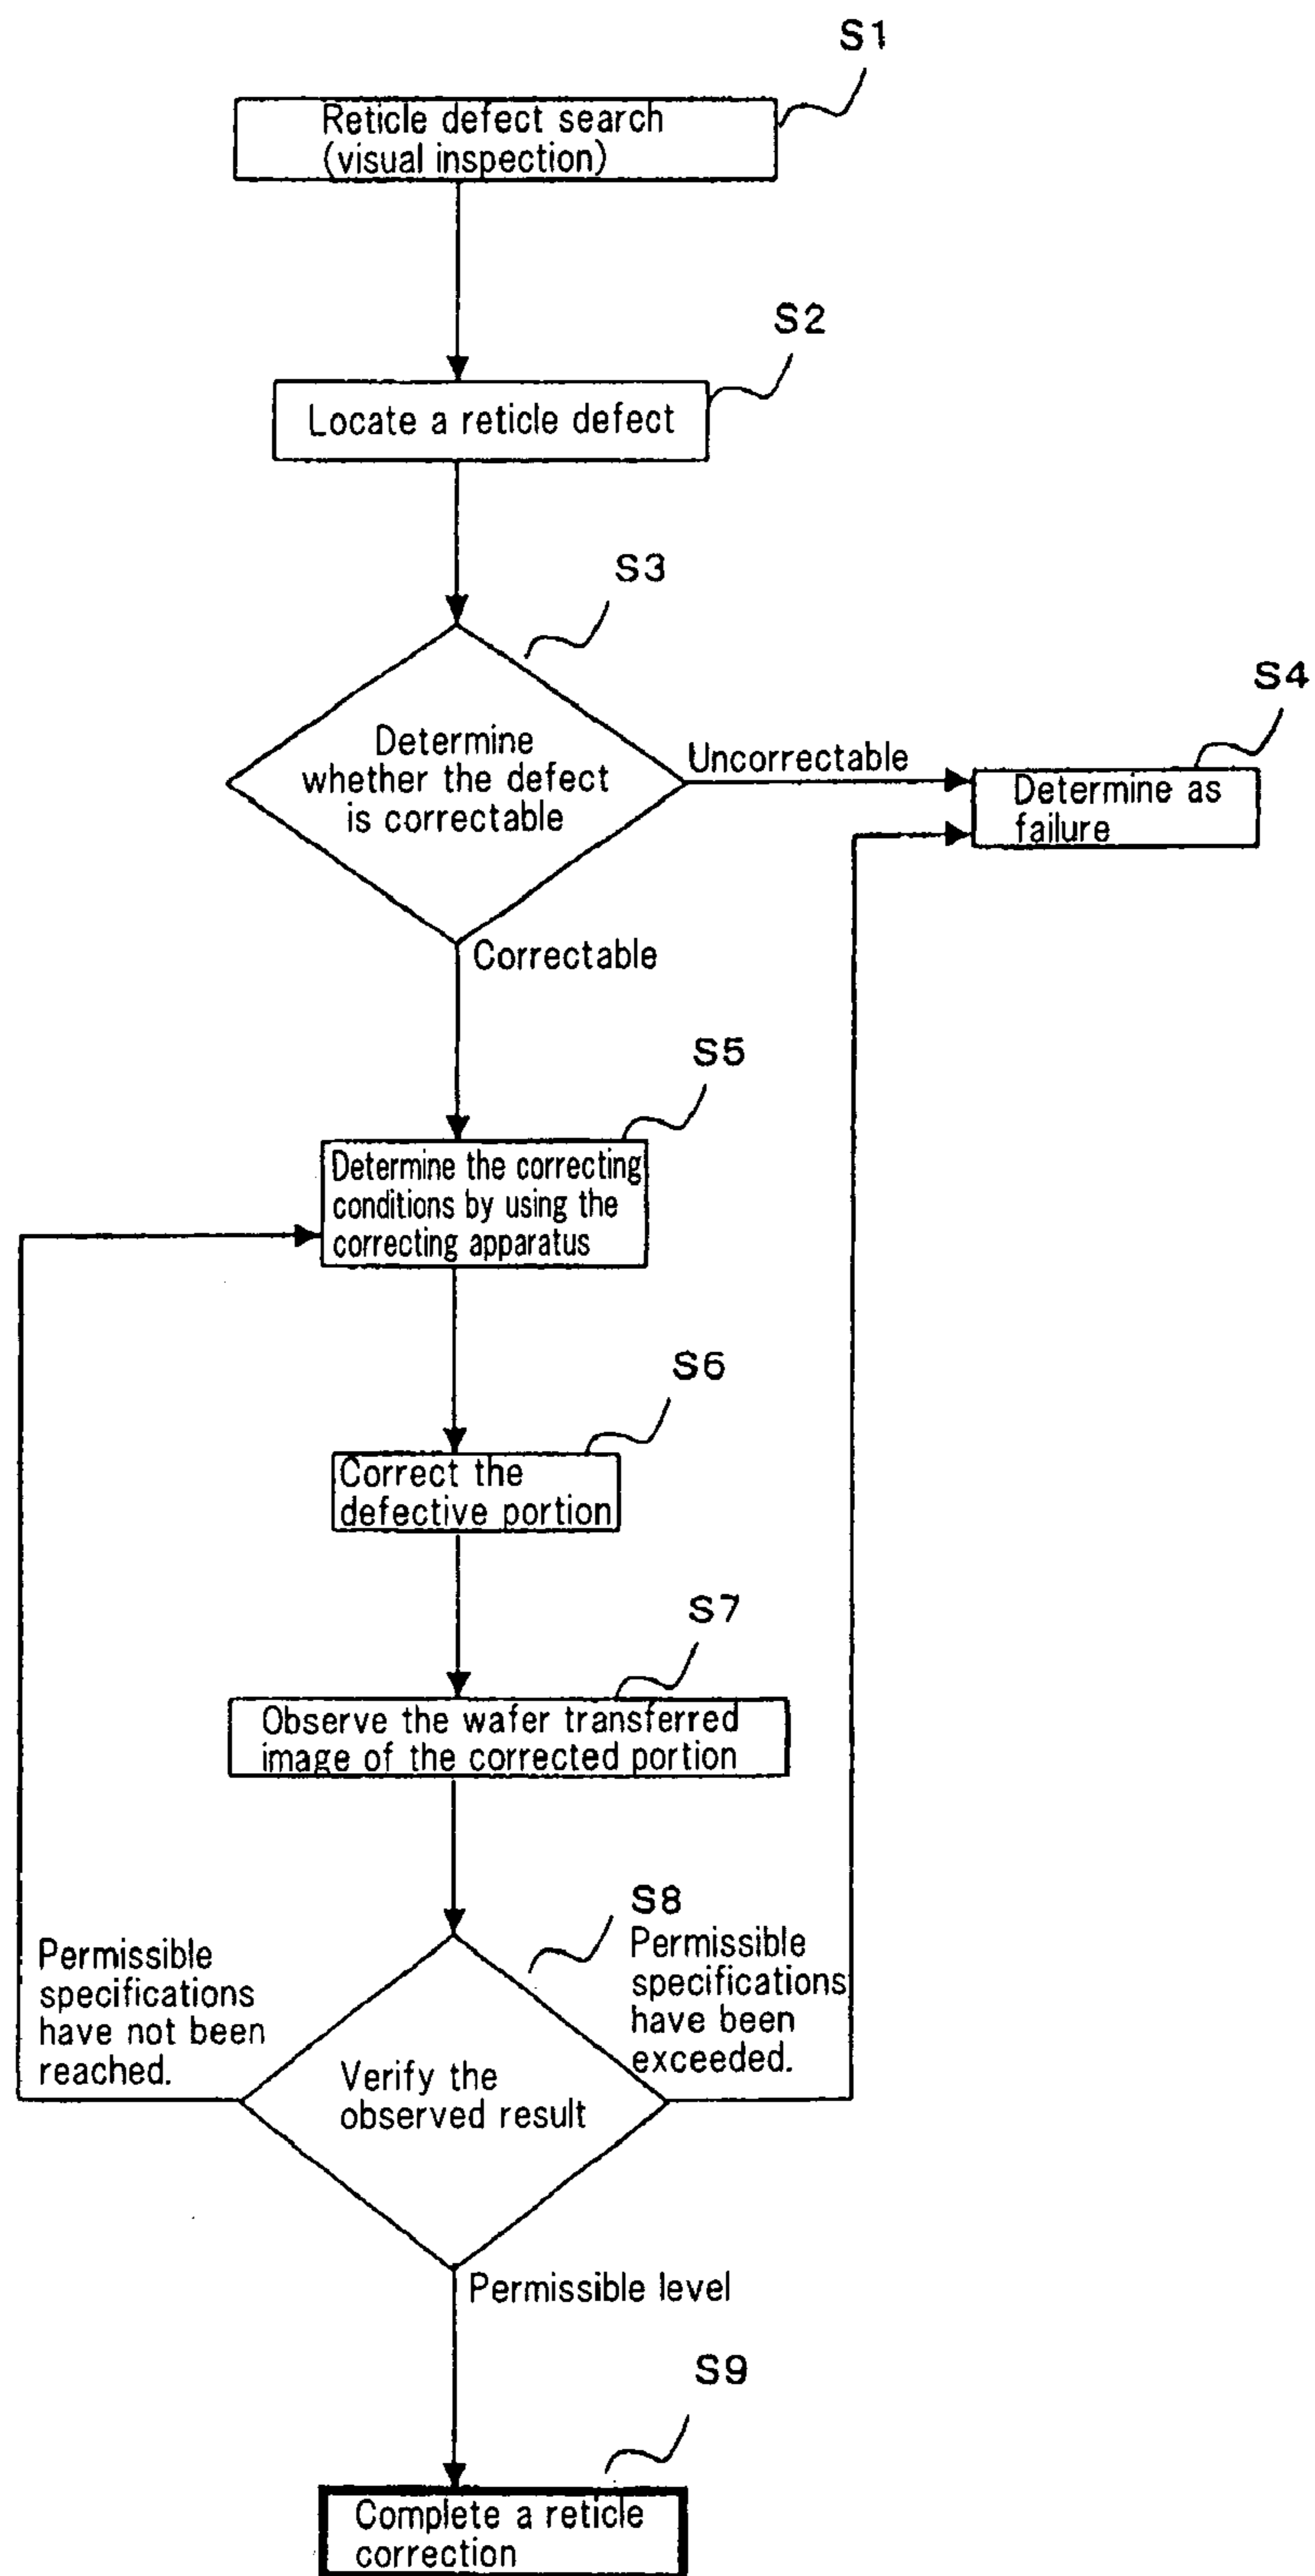 S1
Reticle defect search
(visual inspection)
S2
Locate a reticle defect
S3
Determine
whether the defect
is correctable
Uncorrectable
S4
Determine as
failure
Correctable
S5
Determine the correcting
conditions by using the
correcting apparatus
S6
Correct the
defective portion
S7
Observe the wafer transferred
image of the corrected portion
S8
Permissible
specifications
have not been
reached.
Permissible
specifications
have been
exceeded.
Verify the
observed result
Permissible level
S9
Complete a reticle
correction